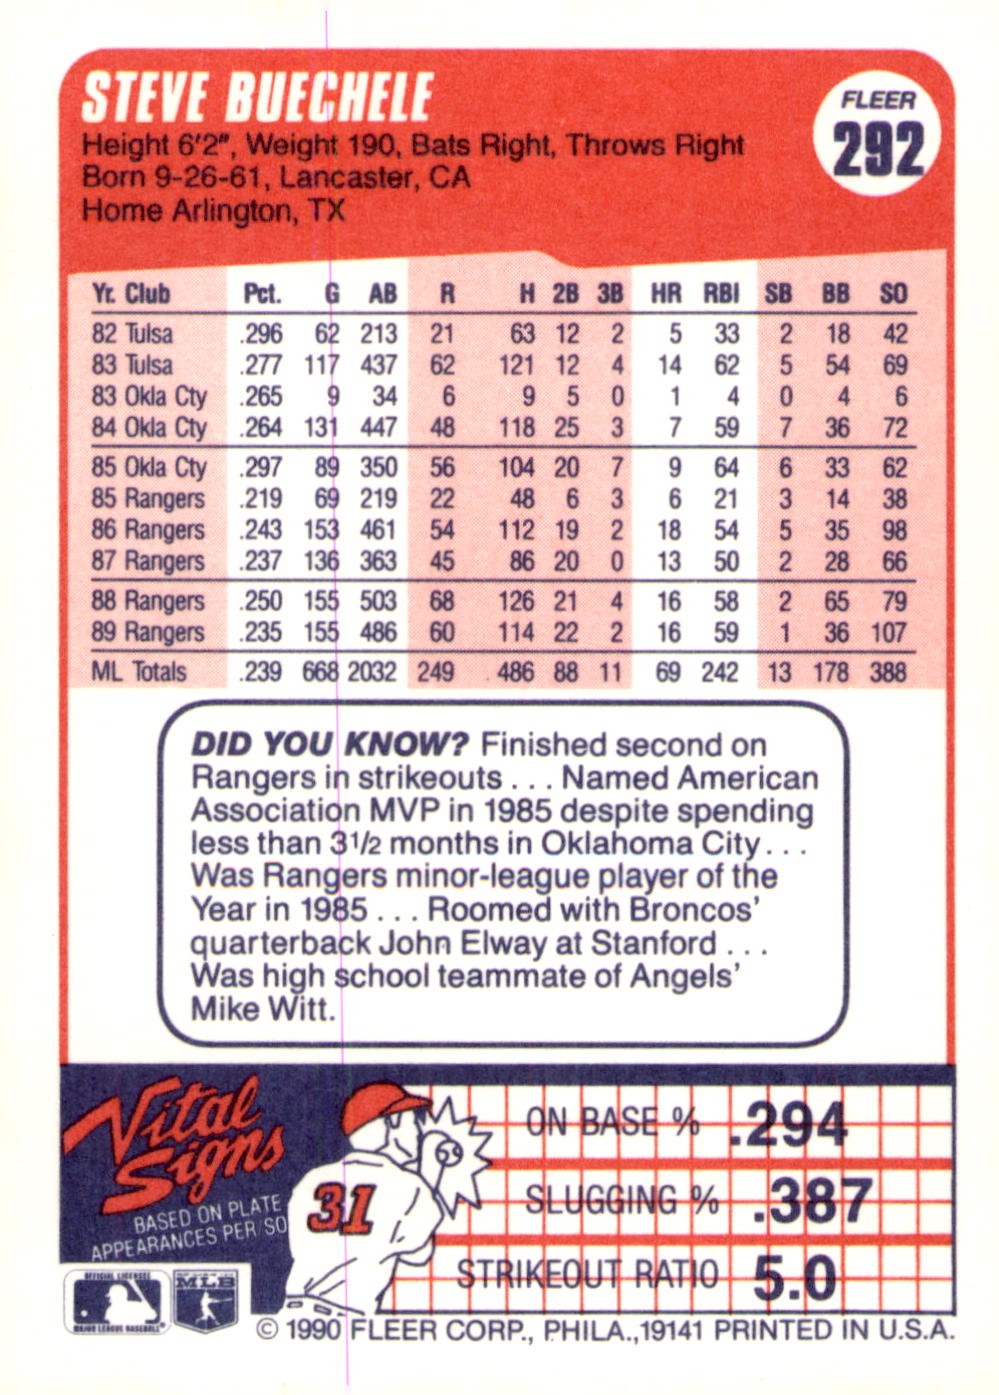 STEVE BUECHELE
FLEER
292
Height 6'2", Weight 190, Bats Right, Throws Right
Born 9-26-61, Lancaster, CA
Home Arlington, TX
Yr. Club Pct. G AB R H 2B 3B HR RBI SB BB SO
82 Tulsa .296 62 213 21 63 12 2 5 33 2 18 42
83 Tulsa .277 117 437 62 121 12 4 14 62 5 54 69
83 Okla Cty .265 9 34 6 9 5 0 1 4 0 4 6
84 Okla Cty .264 131 447 48 118 25 3 7 59 7 36 72
85 Okla Cty .297 89 350 56 104 20 7 9 64 6 33 62
85 Rangers .219 69 219 22 48 6 3 6 21 3 14 38
86 Rangers .243 153 461 54 112 19 2 18 54 5 35 98
87 Rangers .237 136 363 45 86 20 0 13 50 2 28 66
88 Rangers .250 155 503 68 126 21 4 16 58 2 65 79
89 Rangers .235 155 486 60 114 22 2 16 59 1 36 107
ML Totals .239 668 2032 249 486 88 11 69 242 13 178 388
DID YOU KNOW? Finished second on
Rangers in strikeouts . . . Named American
Association MVP in 1985 despite spending
less than 3 1/2 months in Oklahoma City . . .
Was Rangers minor-league player of the
Year in 1985 . . . Roomed with Broncos'
quarterback John Elway at Stanford . . .
Was high school teammate of Angels'
Mike Witt.
Vital
Signs
BASED ON PLATE
APPEARANCES PER/SO
31
ON BASE % .294
SLUGGING % .387
STRIKEOUT RATIO 5.0
OFFICIAL LICENSEE
MAJOR LEAGUE BASEBALL
MLB
© 1990 FLEER CORP., PHILA.,19141 PRINTED IN U.S.A.